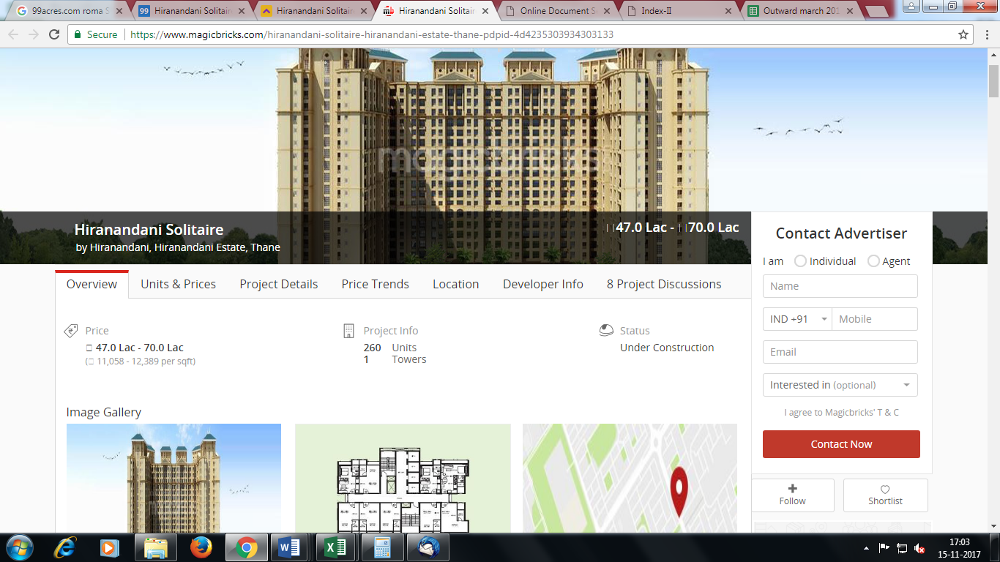 99acres.com roma S
Hiranandani Solitaire
Hiranandani Solitaire
Hiranandani Solitair
Online Document Se
Index-II
Outward march 201
Secure
https://www.magicbricks.com/hiranandani-solitaire-hiranandani-estate-thane-pdpid-4d4235303934303133
magicbricks
Hiranandani Solitaire
47.0 Lac - 70.0 Lac
by Hiranandani, Hiranandani Estate, Thane
Contact Advertiser
I am Individual Agent
Name
IND +91 Mobile
Email
Interested in (optional)
I agree to Magicbricks' T & C
Contact Now
Follow
Shortlist
Overview
Units & Prices
Project Details
Price Trends
Location
Developer Info
8 Project Discussions
Price
47.0 Lac - 70.0 Lac
(11,058 - 12,389 per sqft)
Project Info
260 Units
1 Towers
Status
Under Construction
Image Gallery
17:03
15-11-2017